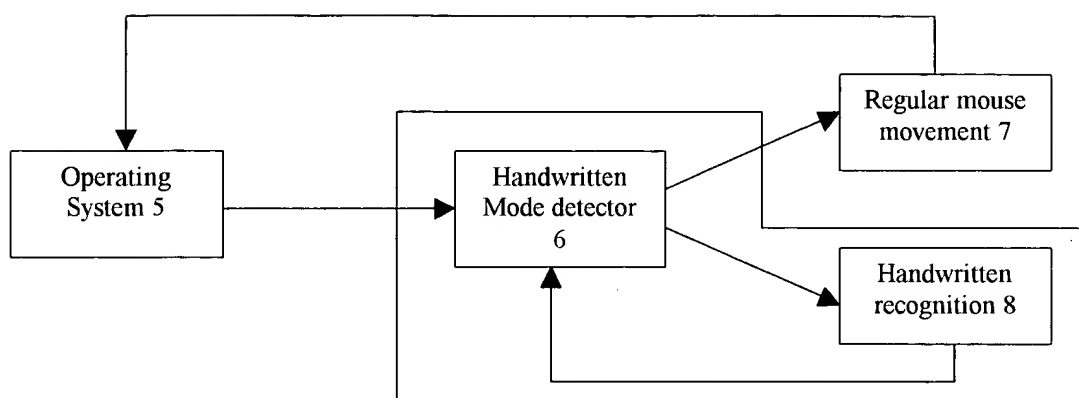 Regular mouse
movement 7
Operating
System 5
Handwritten
Mode detector
6
Handwritten
recognition 8